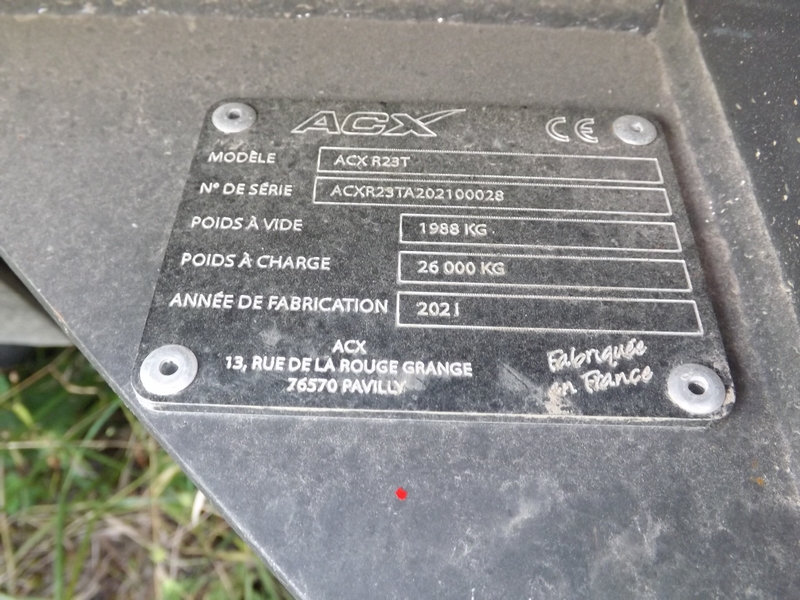 ACX CE
MODÈLE ACX R23T
N° DE SÉRIE ACXR23TA202100028
POIDS À VIDE 1988 KG
POIDS À CHARGE 26 000 KG
ANNÉE DE FABRICATION 2021
ACX
13, RUE DE LA ROUGE GRANGE
76570 PAVILLY
Fabriquée
en France